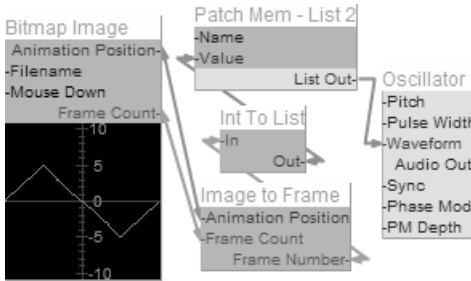 Bitmap Image
Animation Position-
-Filename
-Mouse Down
Frame Count-
10
5
0
-5
-10
Patch Mem - List 2
-Name
-Value
List Out-
Int To List
-In
Out-
Image to Frame
-Animation Position
-Frame Count
Frame Number-
Oscillator
-Pitch
-Pulse Width
-Waveform
Audio Out
-Sync
-Phase Mod
-PM Depth